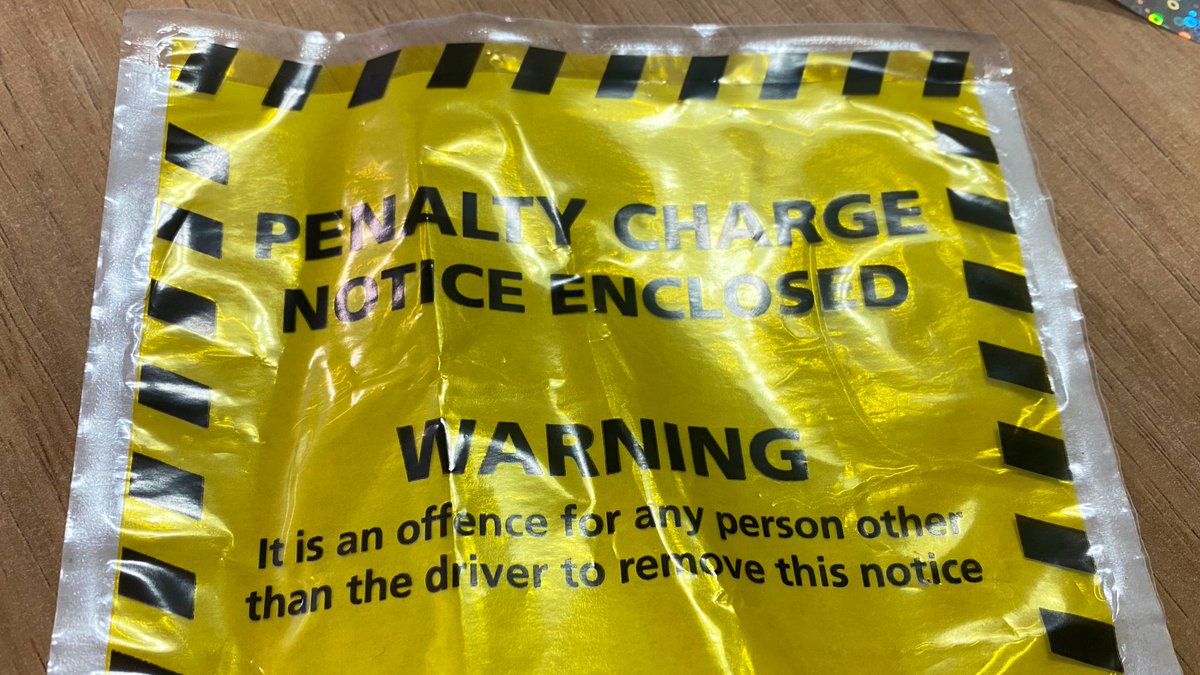 PENALTY CHARGE
NOTICE ENCLOSED
WARNING
It is an offence for any person other
than the driver to remove this notice